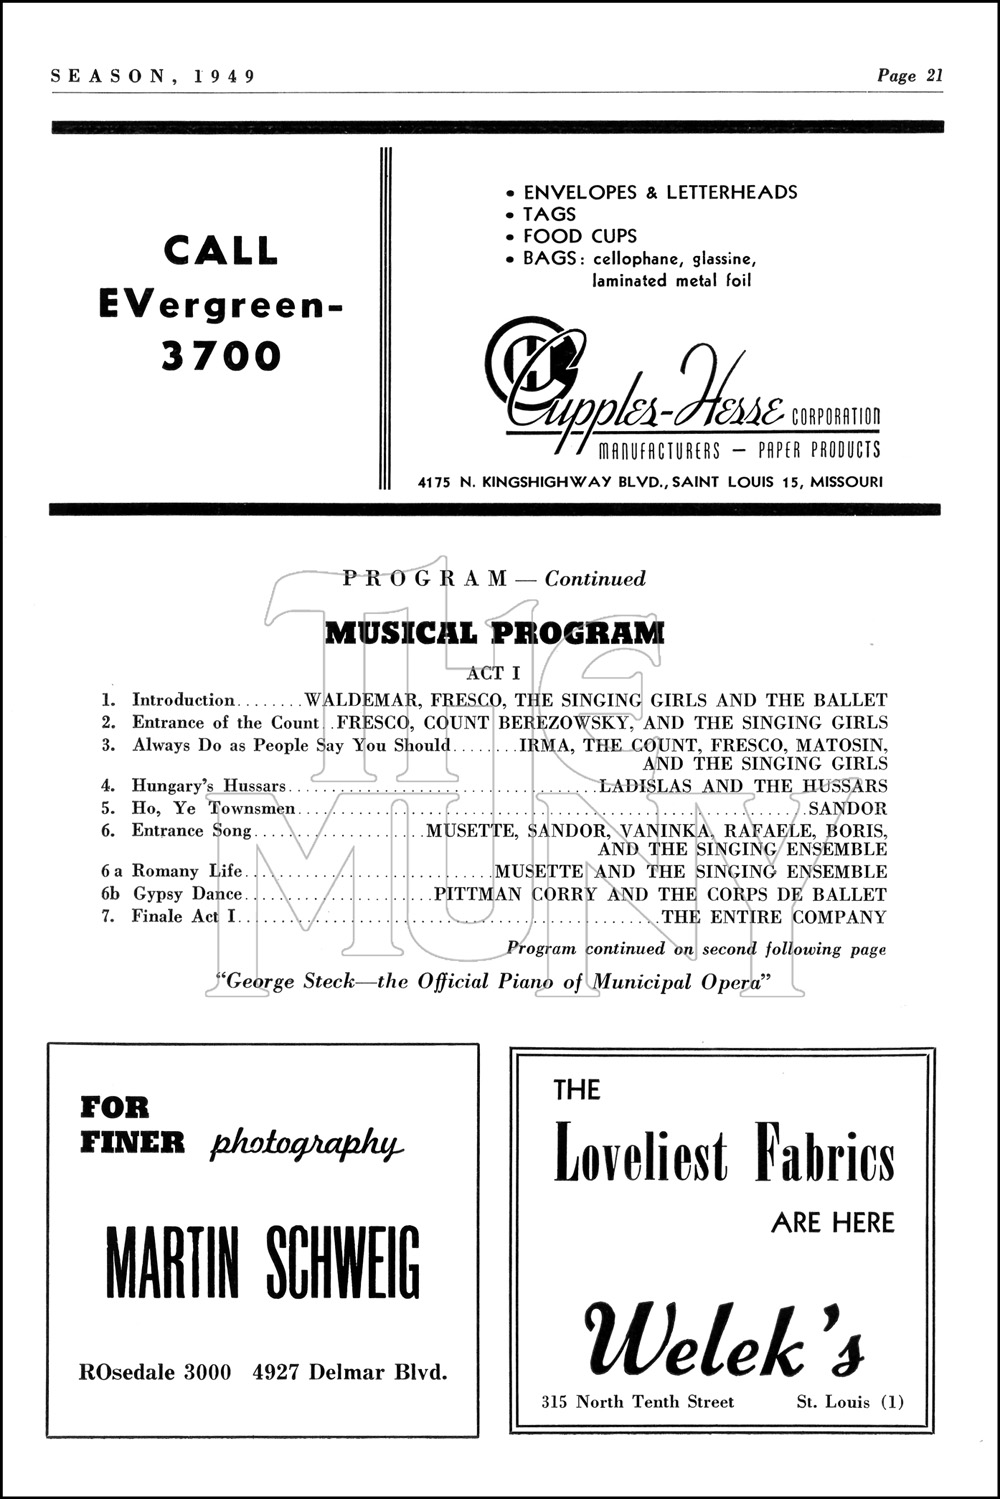 SEASON, 1949 Page 21
CALL
EVergreen-
3700
• ENVELOPES & LETTERHEADS
• TAGS
• FOOD CUPS
• BAGS: cellophane, glassine,
laminated metal foil
CH
Cupples-Hesse CORPORATION
MANUFACTURERS — PAPER PRODUCTS
4175 N. KINGSHIGHWAY BLVD., SAINT LOUIS 15, MISSOURI
PROGRAM — Continued
MUSICAL PROGRAM
ACT I
1. Introduction........WALDEMAR, FRESCO, THE SINGING GIRLS AND THE BALLET
2. Entrance of the Count..FRESCO, COUNT BEREZOWSKY, AND THE SINGING GIRLS
3. Always Do as People Say You Should........IRMA, THE COUNT, FRESCO, MATOSIN,
AND THE SINGING GIRLS
4. Hungary's Hussars....................................LADISLAS AND THE HUSSARS
5. Ho, Ye Townsmen............................................................SANDOR
6. Entrance Song....................MUSETTE, SANDOR, VANINKA, RAFAELE, BORIS,
AND THE SINGING ENSEMBLE
6a Romany Life.............................MUSETTE AND THE SINGING ENSEMBLE
6b Gypsy Dance......................PITTMAN CORRY AND THE CORPS DE BALLET
7. Finale Act I.................................................THE ENTIRE COMPANY
Program continued on second following page
"George Steck—the Official Piano of Municipal Opera"
THE
MUNY
FOR
FINER photography
MARTIN SCHWEIG
ROsedale 3000 4927 Delmar Blvd.
THE
Loveliest Fabrics
ARE HERE
Welek's
315 North Tenth Street St. Louis (1)